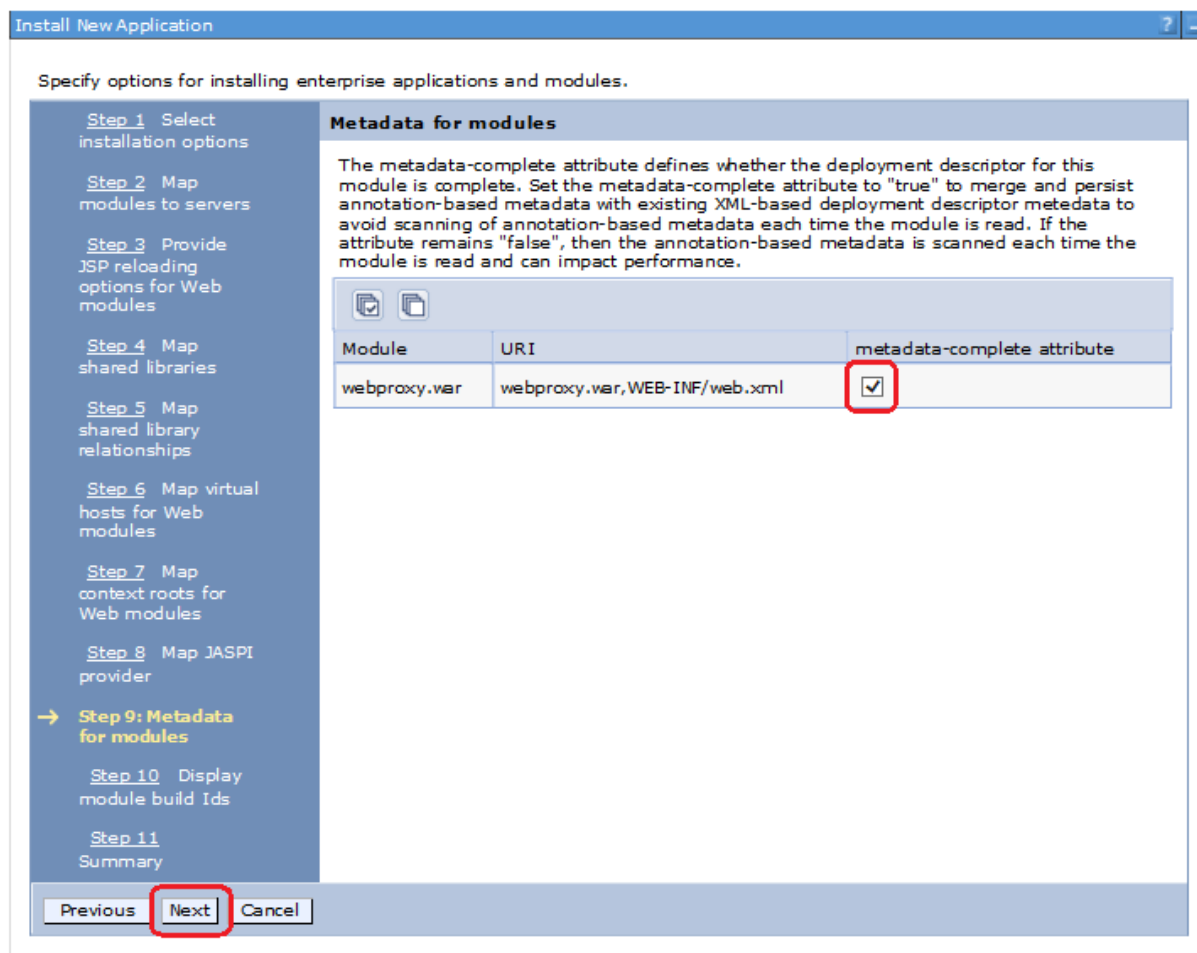 Install New Application
?
Specify options for installing enterprise applications and modules.
Step 1 Select
installation options
Step 2 Map
modules to servers
Step 3 Provide
JSP reloading
options for Web
modules
Step 4 Map
shared libraries
Step 5 Map
shared library
relationships
Step 6 Map virtual
hosts for Web
modules
Step 7 Map
context roots for
Web modules
Step 8 Map JASPI
provider
Step 9: Metadata
for modules
Step 10 Display
module build Ids
Step 11
Summary
Metadata for modules
The metadata-complete attribute defines whether the deployment descriptor for this
module is complete. Set the metadata-complete attribute to "true" to merge and persist
annotation-based metadata with existing XML-based deployment descriptor metedata to
avoid scanning of annotation-based metadata each time the module is read. If the
attribute remains "false", then the annotation-based metadata is scanned each time the
module is read and can impact performance.
Module URI metadata-complete attribute
webproxy.war webproxy.war,WEB-INF/web.xml
Previous Next Cancel